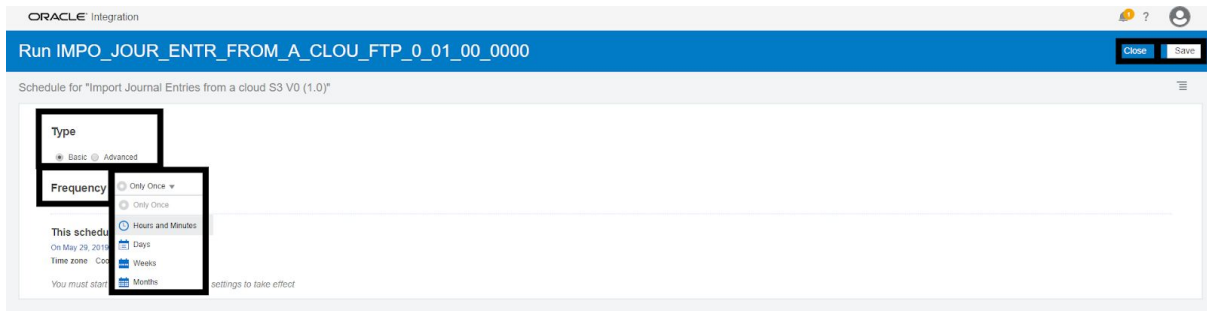 ORACLE Integration
1 ?
Run IMPO_JOUR_ENTR_FROM_A_CLOU_FTP_0_01_00_0000
Close Save
Schedule for "Import Journal Entries from a cloud S3 V0 (1.0)"
Type
Basic Advanced
Frequency Only Once
Only Once
Hours and Minutes
This schedu
On May 29, 2019 Days
Time zone Coo Weeks
You must start Months settings to take effect